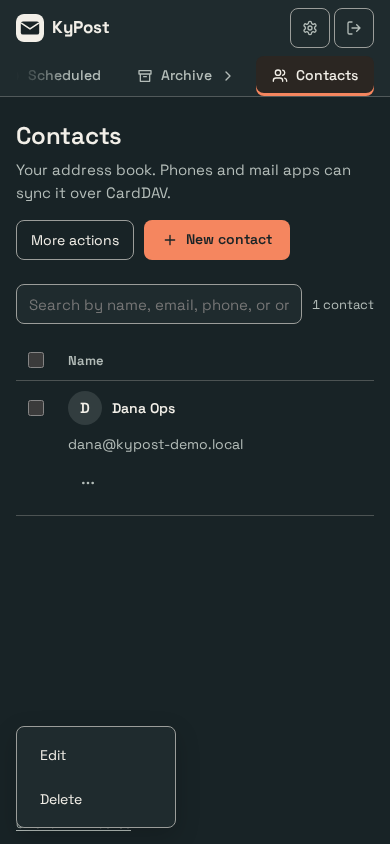 KyPost
Scheduled
Archive
Contacts
Contacts
Your address book. Phones and mail apps can
sync it over CardDAV.
More actions
+ New contact
Search by name, email, phone, or or
1 contact
Name
D
Dana Ops
dana@kypost-demo.local
...
Edit
Delete